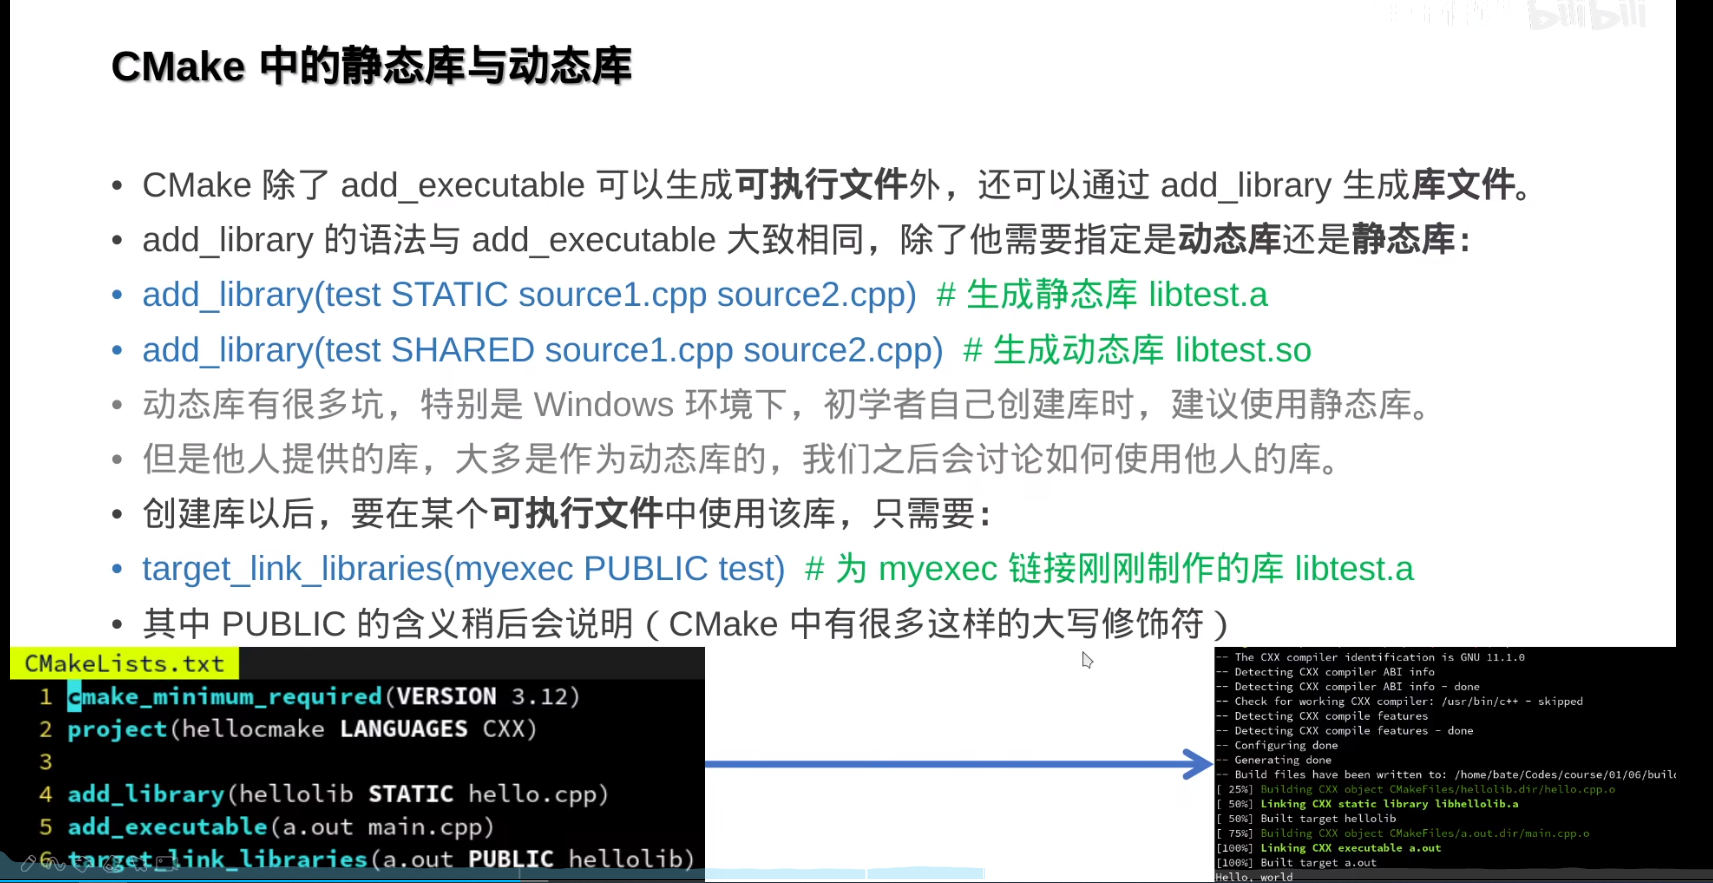 bilibili
CMake 中的静态库与动态库
• CMake 除了 add_executable 可以生成可执行文件外，还可以通过 add_library 生成库文件。
• add_library 的语法与 add_executable 大致相同，除了他需要指定是动态库还是静态库：
• add_library(test STATIC source1.cpp source2.cpp) # 生成静态库 libtest.a
• add_library(test SHARED source1.cpp source2.cpp) # 生成动态库 libtest.so
• 动态库有很多坑，特别是 Windows 环境下，初学者自己创建库时，建议使用静态库。
• 但是他人提供的库，大多是作为动态库的，我们之后会讨论如何使用他人的库。
• 创建库以后，要在某个可执行文件中使用该库，只需要：
• target_link_libraries(myexec PUBLIC test) # 为 myexec 链接刚刚制作的库 libtest.a
• 其中 PUBLIC 的含义稍后会说明（CMake 中有很多这样的大写修饰符）
CMakeLists.txt
1 cmake_minimum_required(VERSION 3.12)
2 project(hellocmake LANGUAGES CXX)
3
4 add_library(hellolib STATIC hello.cpp)
5 add_executable(a.out main.cpp)
6 target_link_libraries(a.out PUBLIC hellolib)
-- The CXX compiler identification is GNU 11.1.0
-- Detecting CXX compiler ABI info
-- Detecting CXX compiler ABI info - done
-- Check for working CXX compiler: /usr/bin/c++ - skipped
-- Detecting CXX compile features
-- Detecting CXX compile features - done
-- Configuring done
-- Generating done
-- Build files have been written to: /home/bate/Codes/course/01/06/build
[ 25%] Building CXX object CMakeFiles/hellolib.dir/hello.cpp.o
[ 50%] Linking CXX static library libhellolib.a
[ 50%] Built target hellolib
[ 75%] Building CXX object CMakeFiles/a.out.dir/main.cpp.o
[100%] Linking CXX executable a.out
[100%] Built target a.out
Hello, world